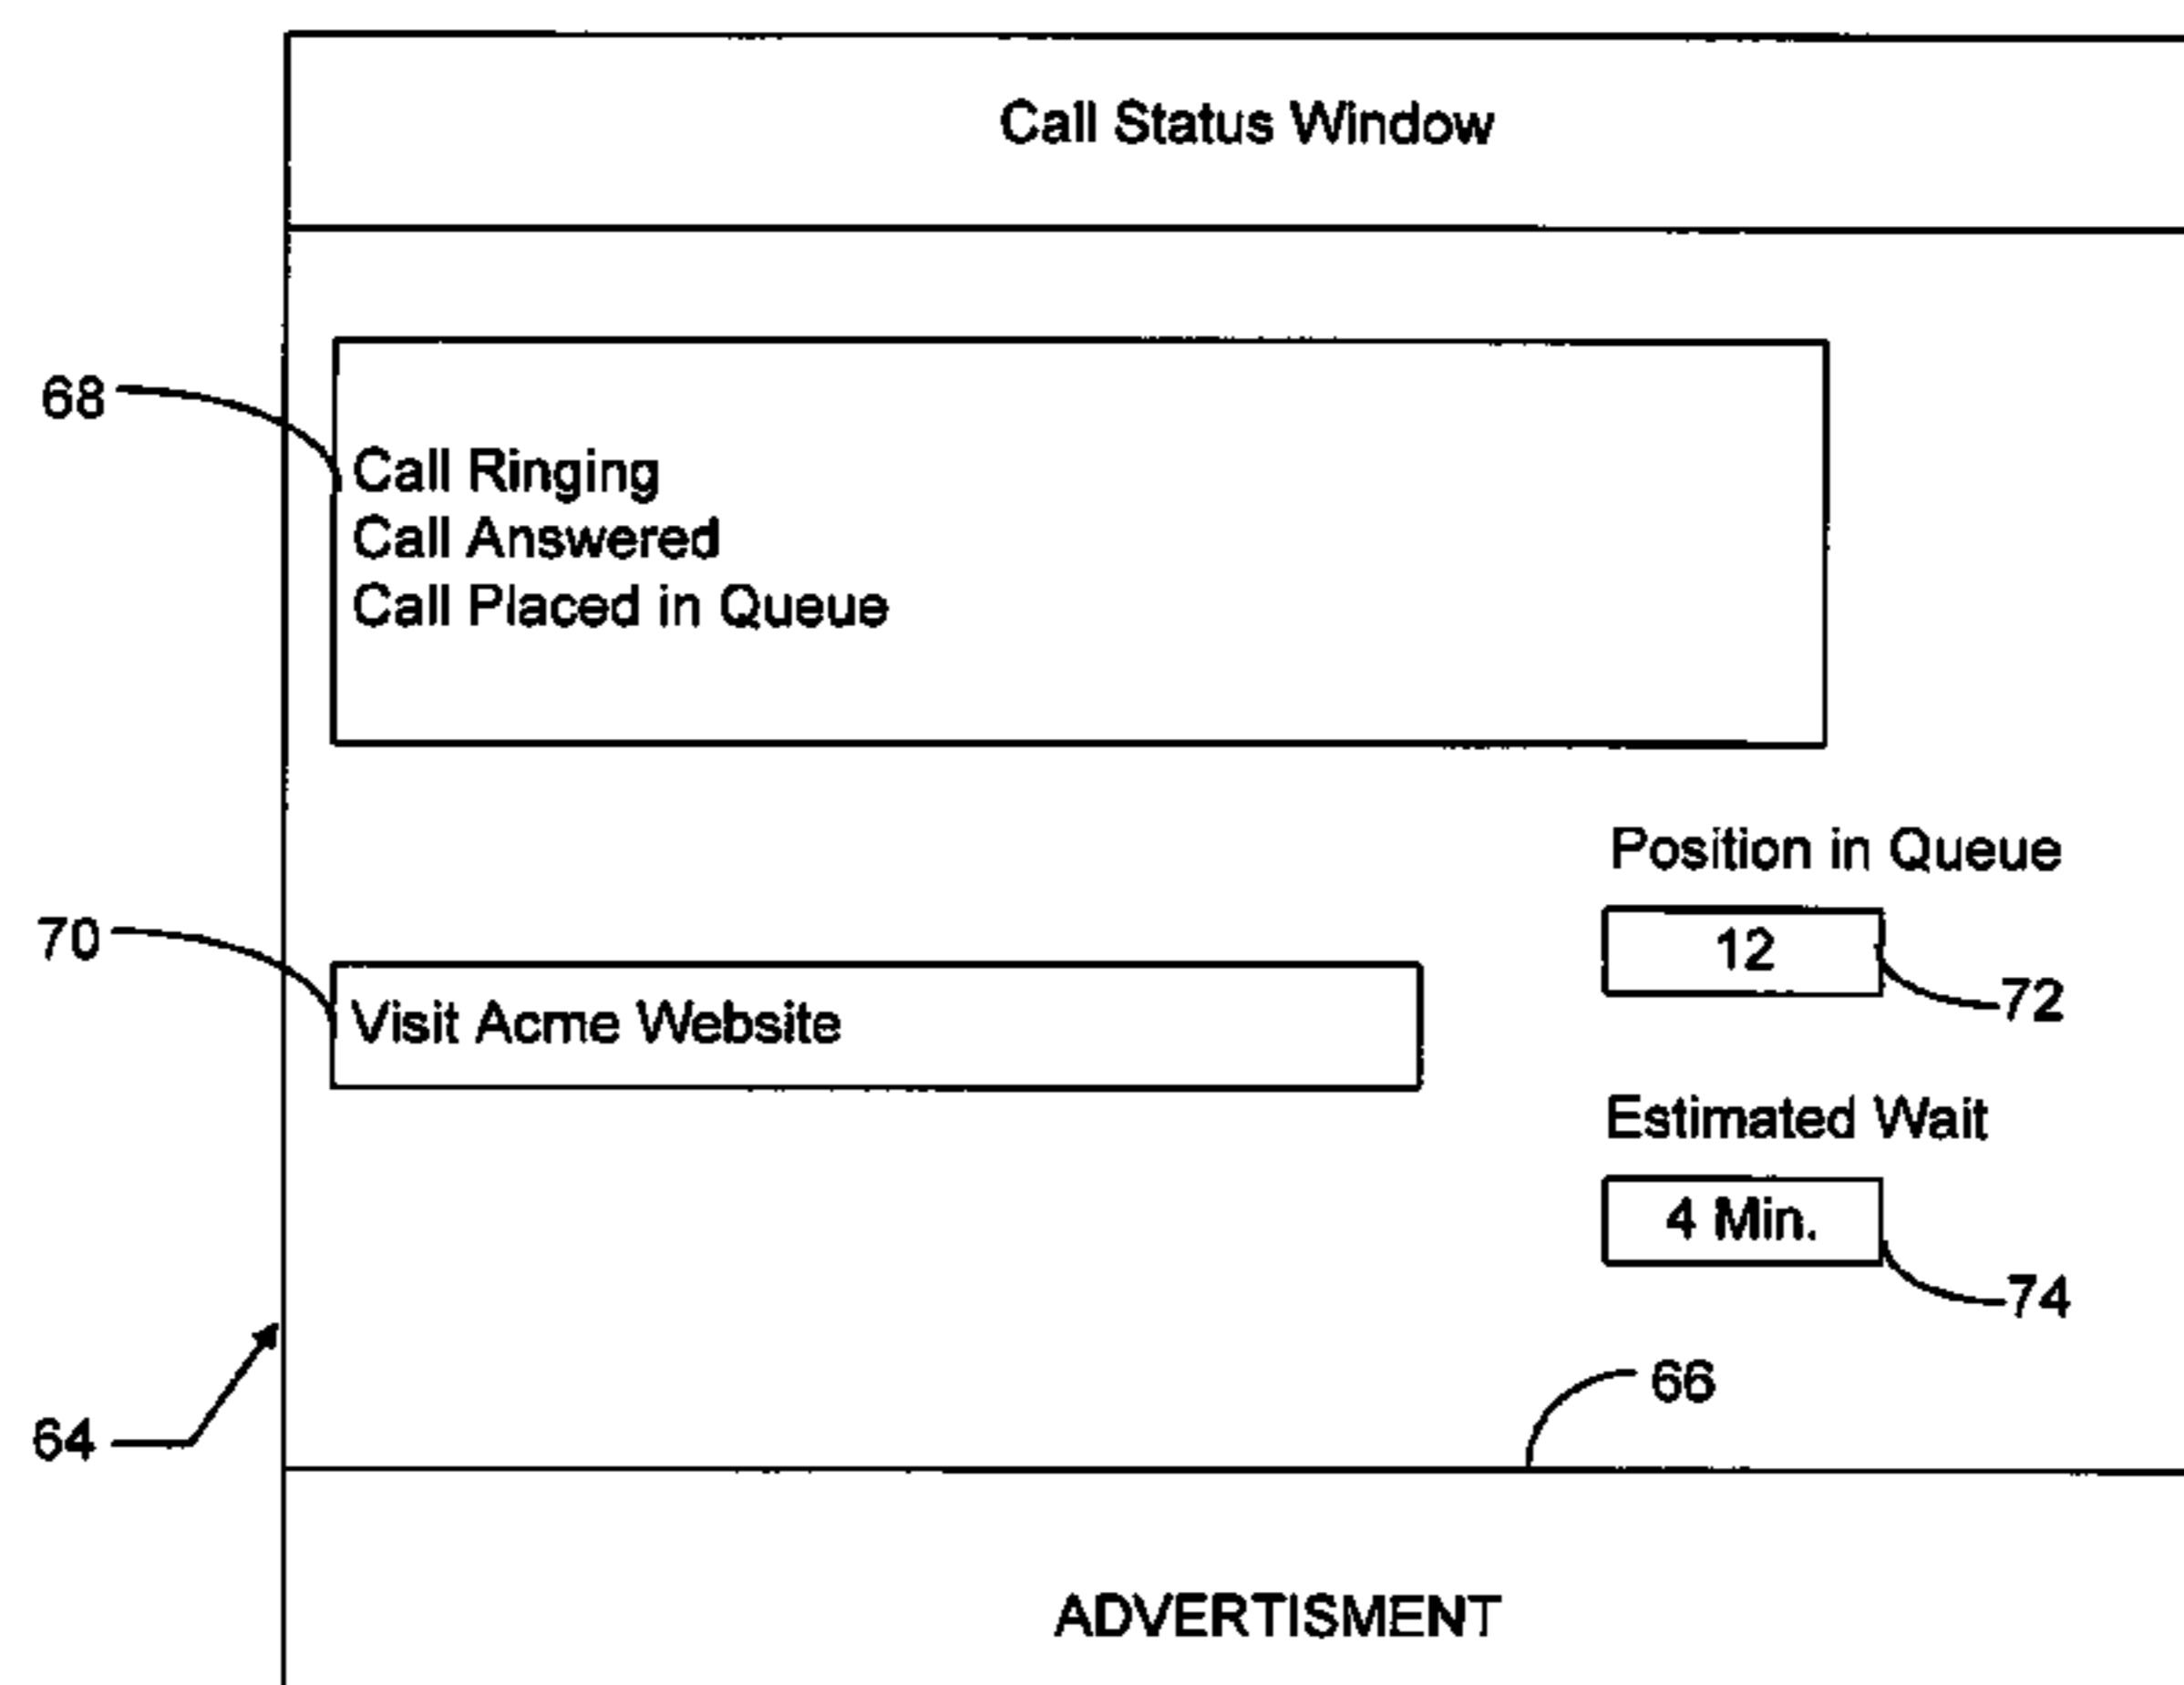 Call Status Window
68
Call Ringing
Call Answered
Call Placed in Queue
Position in Queue
70
12
72
Visit Acme Website
Estimated Wait
4 Min.
74
66
64
ADVERTISMENT